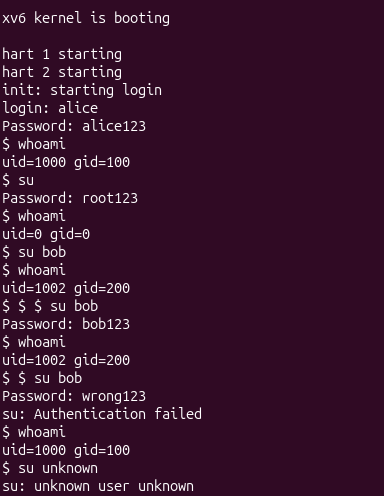 xv6 kernel is booting
hart 1 starting
hart 2 starting
init: starting login
login: alice
Password: alice123
$ whoami
uid=1000 gid=100
$ su
Password: root123
$ whoami
uid=0 gid=0
$ su bob
$ whoami
uid=1002 gid=200
$ $ $ su bob
Password: bob123
$ whoami
uid=1002 gid=200
$ $ su bob
Password: wrong123
su: Authentication failed
$ whoami
uid=1000 gid=100
$ su unknown
su: unknown user unknown